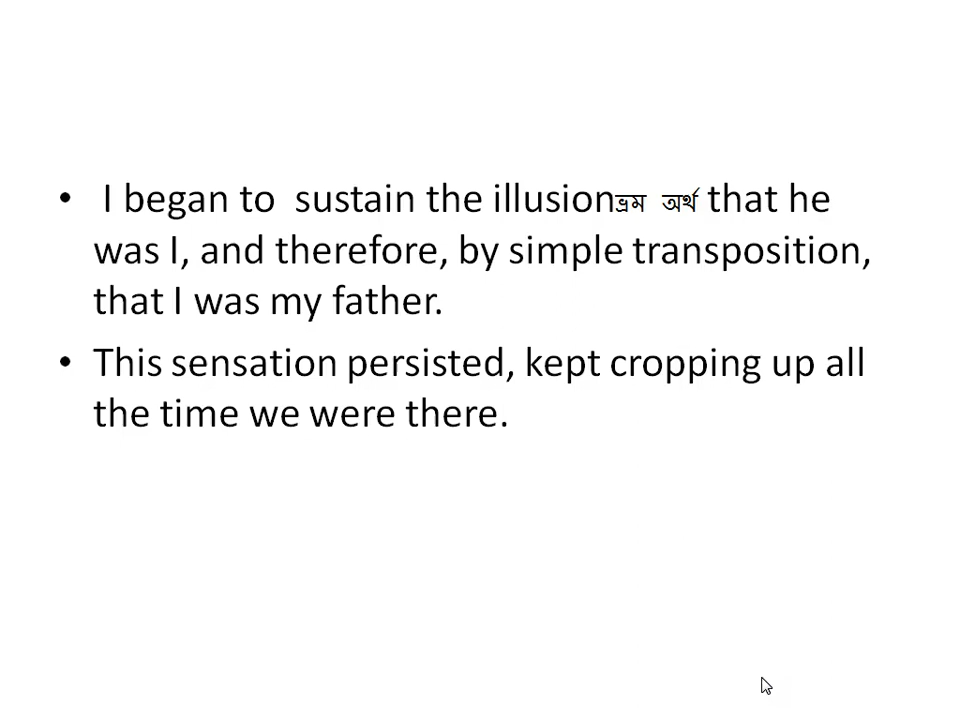 • I began to  sustain the illusionভ্রম অর্থ that he
was I, and therefore, by simple transposition,
that I was my father.
• This sensation persisted, kept cropping up all
the time we were there.